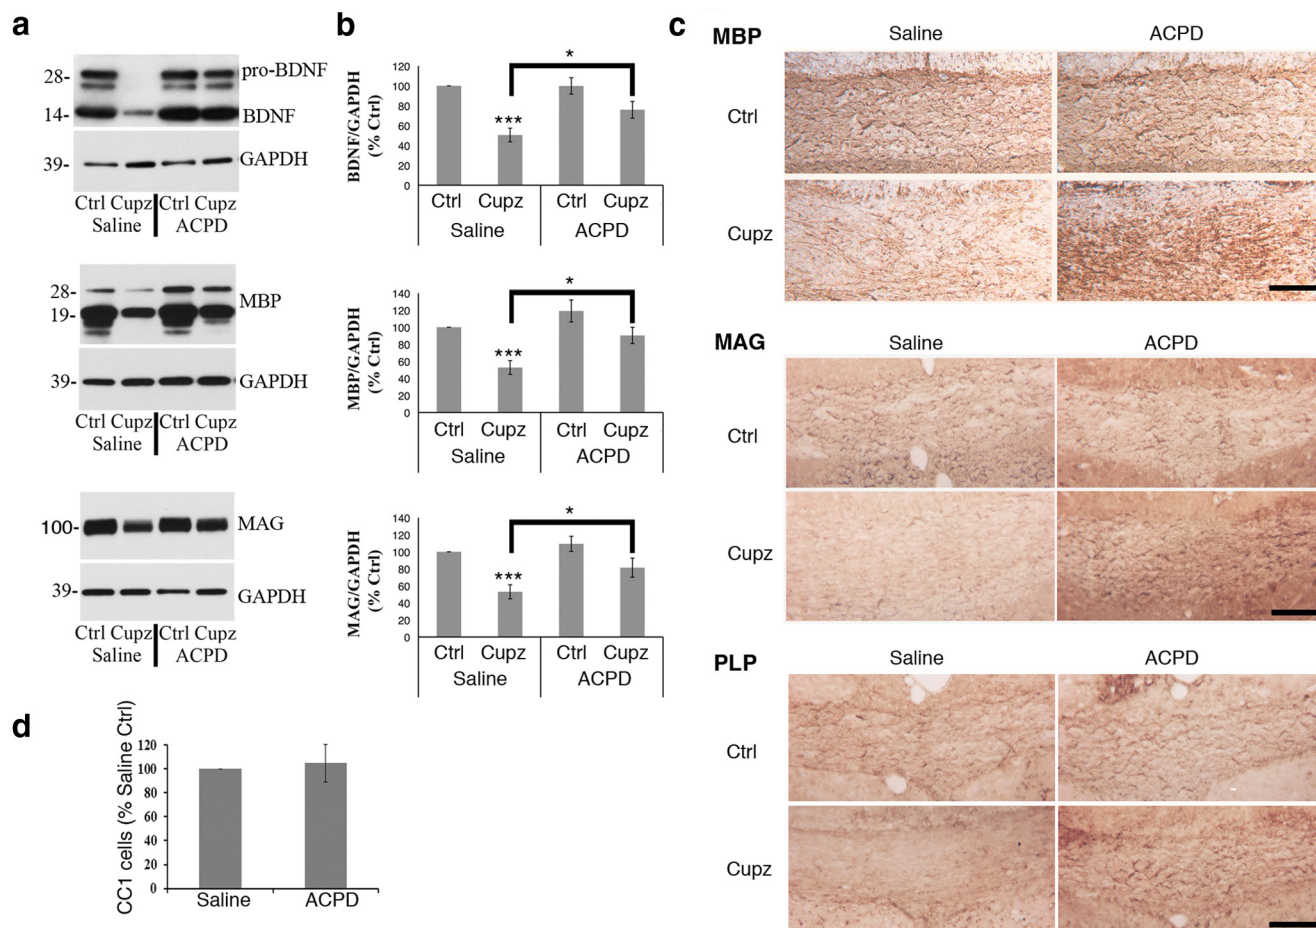 a
28-
pro-BDNF
14-
BDNF
39-
GAPDH
Ctrl Cupz Ctrl Cupz
Saline ACPD
28-
MBP
19-
39-
GAPDH
Ctrl Cupz Ctrl Cupz
Saline ACPD
100-
MAG
39-
GAPDH
Ctrl Cupz Ctrl Cupz
Saline ACPD
b
BDNF/GAPDH
(% Ctrl)
120
100
80
60
40
20
0
***
*
Ctrl Cupz Ctrl Cupz
Saline ACPD
MBP/GAPDH
(% Ctrl)
140
120
100
80
60
40
20
0
***
*
Ctrl Cupz Ctrl Cupz
Saline ACPD
MAG/GAPDH
(% Ctrl)
140
120
100
80
60
40
20
0
***
*
Ctrl Cupz Ctrl Cupz
Saline ACPD
c
MBP
Saline ACPD
Ctrl
Cupz
MAG
Saline ACPD
Ctrl
Cupz
PLP
Saline ACPD
Ctrl
Cupz
d
CC1 cells (% Saline Ctrl)
120
100
80
60
40
20
0
Saline ACPD